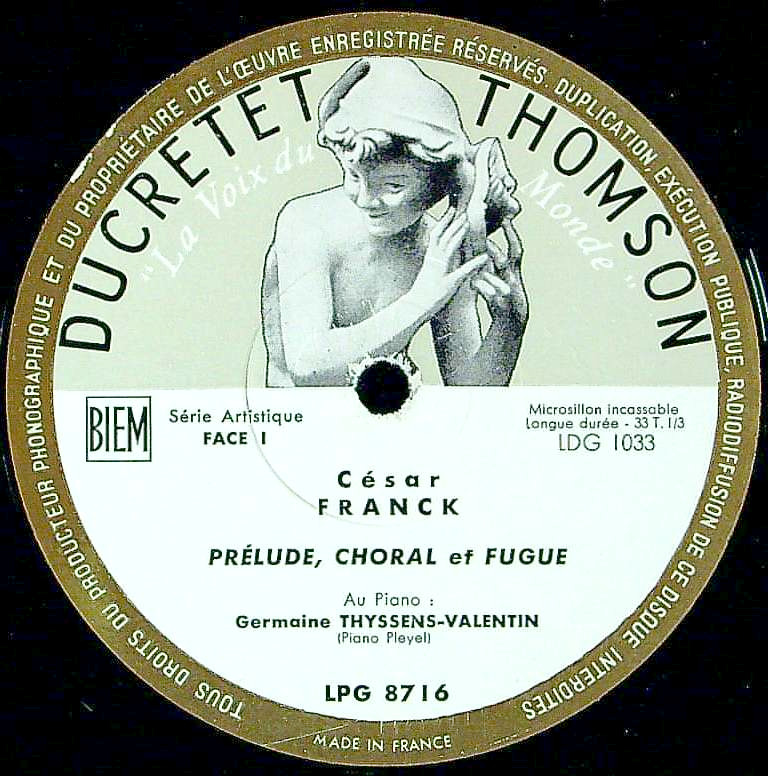 TOUS DROITS DU PRODUCTEUR PHONOGRAPHIQUE ET DU PROPRIÉTAIRE DE L'ŒUVRE ENREGISTRÉE RÉSERVÉS. DUPLICATION, EXÉCUTION PUBLIQUE, RADIODIFFUSION DE CE DISQUE INTERDITES
DUCRETET THOMSON
"La Voix du Monde"
BIEM
Série Artistique
FACE 1
Microsillon incassable
Longue durée - 33 T. 1/3
LDG 1033
César
FRANCK
PRÉLUDE, CHORAL et FUGUE
Au Piano :
Germaine THYSSENS-VALENTIN
(Piano Pleyel)
LPG 8716
MADE IN FRANCE